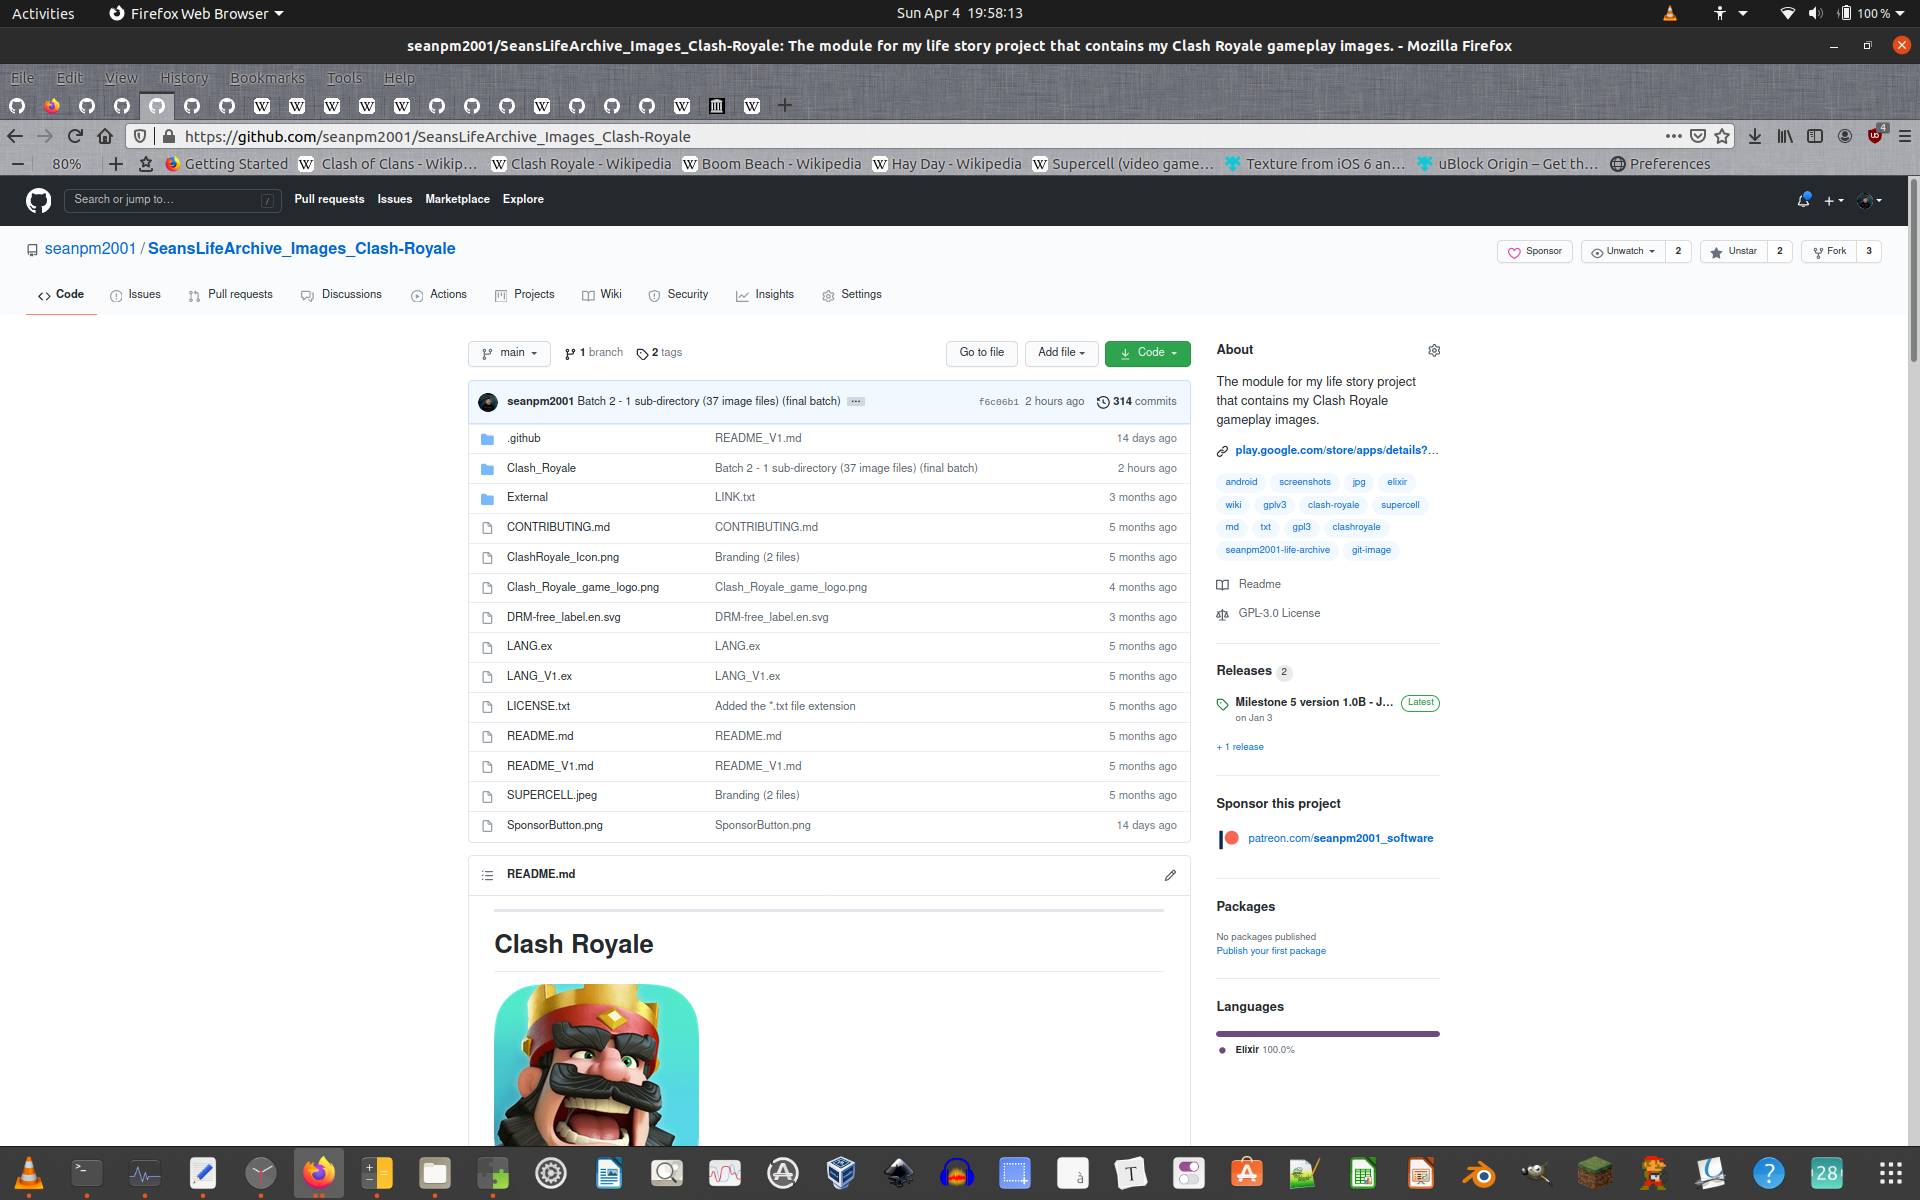 Activities Firefox Web Browser Sun Apr 4 19:58:13 100 %
seanpm2001/SeansLifeArchive_Images_Clash-Royale: The module for my life story project that contains my Clash Royale gameplay images. - Mozilla Firefox
File Edit View History Bookmarks Tools Help
https://github.com/seanpm2001/SeansLifeArchive_Images_Clash-Royale 4
80% Getting Started Clash of Clans - Wikip… Clash Royale - Wikipedia Boom Beach - Wikipedia Hay Day - Wikipedia Supercell (video game… Texture from iOS 6 an… uBlock Origin – Get th… Preferences
Search or jump to… / Pull requests Issues Marketplace Explore
seanpm2001 / SeansLifeArchive_Images_Clash-Royale Sponsor Unwatch 2 Unstar 2 Fork 3
Code Issues Pull requests Discussions Actions Projects Wiki Security Insights Settings
main 1 branch 2 tags Go to file Add file Code
seanpm2001 Batch 2 - 1 sub-directory (37 image files) (final batch) ··· f6c06b1 2 hours ago 314 commits
.github README_V1.md 14 days ago
Clash_Royale Batch 2 - 1 sub-directory (37 image files) (final batch) 2 hours ago
External LINK.txt 3 months ago
CONTRIBUTING.md CONTRIBUTING.md 5 months ago
ClashRoyale_Icon.png Branding (2 files) 5 months ago
Clash_Royale_game_logo.png Clash_Royale_game_logo.png 4 months ago
DRM-free_label.en.svg DRM-free_label.en.svg 3 months ago
LANG.ex LANG.ex 5 months ago
LANG_V1.ex LANG_V1.ex 5 months ago
LICENSE.txt Added the *.txt file extension 5 months ago
README.md README.md 5 months ago
README_V1.md README_V1.md 5 months ago
SUPERCELL.jpeg Branding (2 files) 5 months ago
SponsorButton.png SponsorButton.png 14 days ago
README.md
Clash Royale
About
The module for my life story project
that contains my Clash Royale
gameplay images.
play.google.com/store/apps/details?…
android screenshots jpg elixir
wiki gplv3 clash-royale supercell
md txt gpl3 clashroyale
seanpm2001-life-archive git-image
Readme
GPL-3.0 License
Releases 2
Milestone 5 version 1.0B - J… Latest
on Jan 3
+ 1 release
Sponsor this project
patreon.com/seanpm2001_software
Packages
No packages published
Publish your first package
Languages
Elixir 100.0%
28